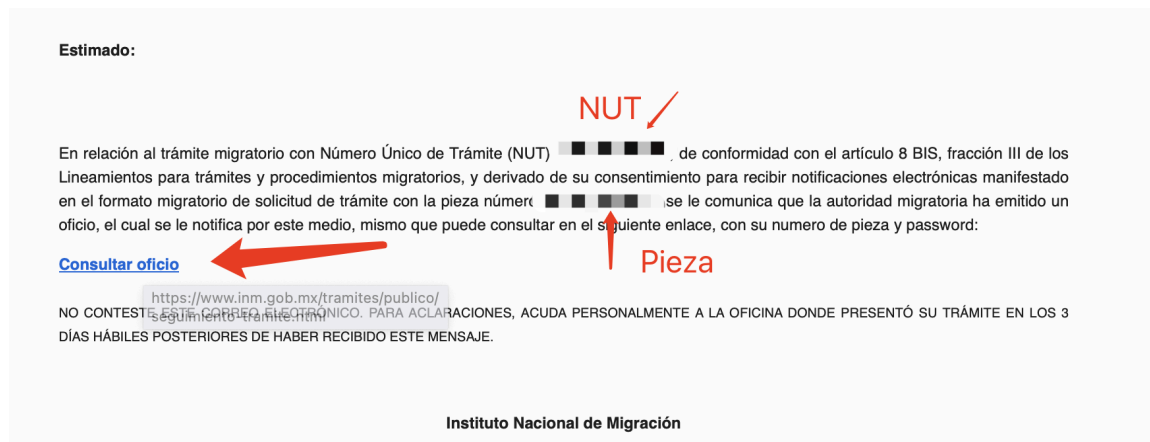 Estimado:
NUT
En relación al trámite migratorio con Número Único de Trámite (NUT) , de conformidad con el artículo 8 BIS, fracción III de los
Lineamientos para trámites y procedimientos migratorios, y derivado de su consentimiento para recibir notificaciones electrónicas manifestado
en el formato migratorio de solicitud de trámite con la pieza número se le comunica que la autoridad migratoria ha emitido un
oficio, el cual se le notifica por este medio, mismo que puede consultar en el siguiente enlace, con su numero de pieza y password:
Pieza
Consultar oficio
https://www.inm.gob.mx/tramites/publico/
seguimiento-tramite.html
NO CONTESTE ESTE CORREO ELECTRÓNICO. PARA ACLARACIONES, ACUDA PERSONALMENTE A LA OFICINA DONDE PRESENTÓ SU TRÁMITE EN LOS 3
DÍAS HÁBILES POSTERIORES DE HABER RECIBIDO ESTE MENSAJE.
Instituto Nacional de Migración